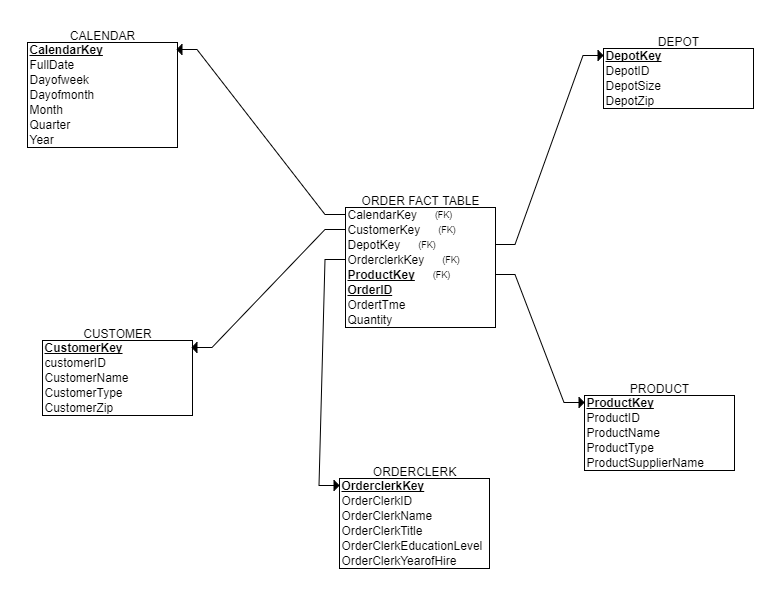 CALENDAR
CalendarKey
FullDate
Dayofweek
Dayofmonth
Month
Quarter
Year
DEPOT
DepotKey
DepotID
DepotSize
DepotZip
ORDER FACT TABLE
CalendarKey (FK)
CustomerKey (FK)
DepotKey (FK)
OrderclerkKey (FK)
ProductKey (FK)
OrderID
OrdertTme
Quantity
CUSTOMER
CustomerKey
customerID
CustomerName
CustomerType
CustomerZip
PRODUCT
ProductKey
ProductID
ProductName
ProductType
ProductSupplierName
ORDERCLERK
OrderclerkKey
OrderClerkID
OrderClerkName
OrderClerkTitle
OrderClerkEducationLevel
OrderClerkYearofHire